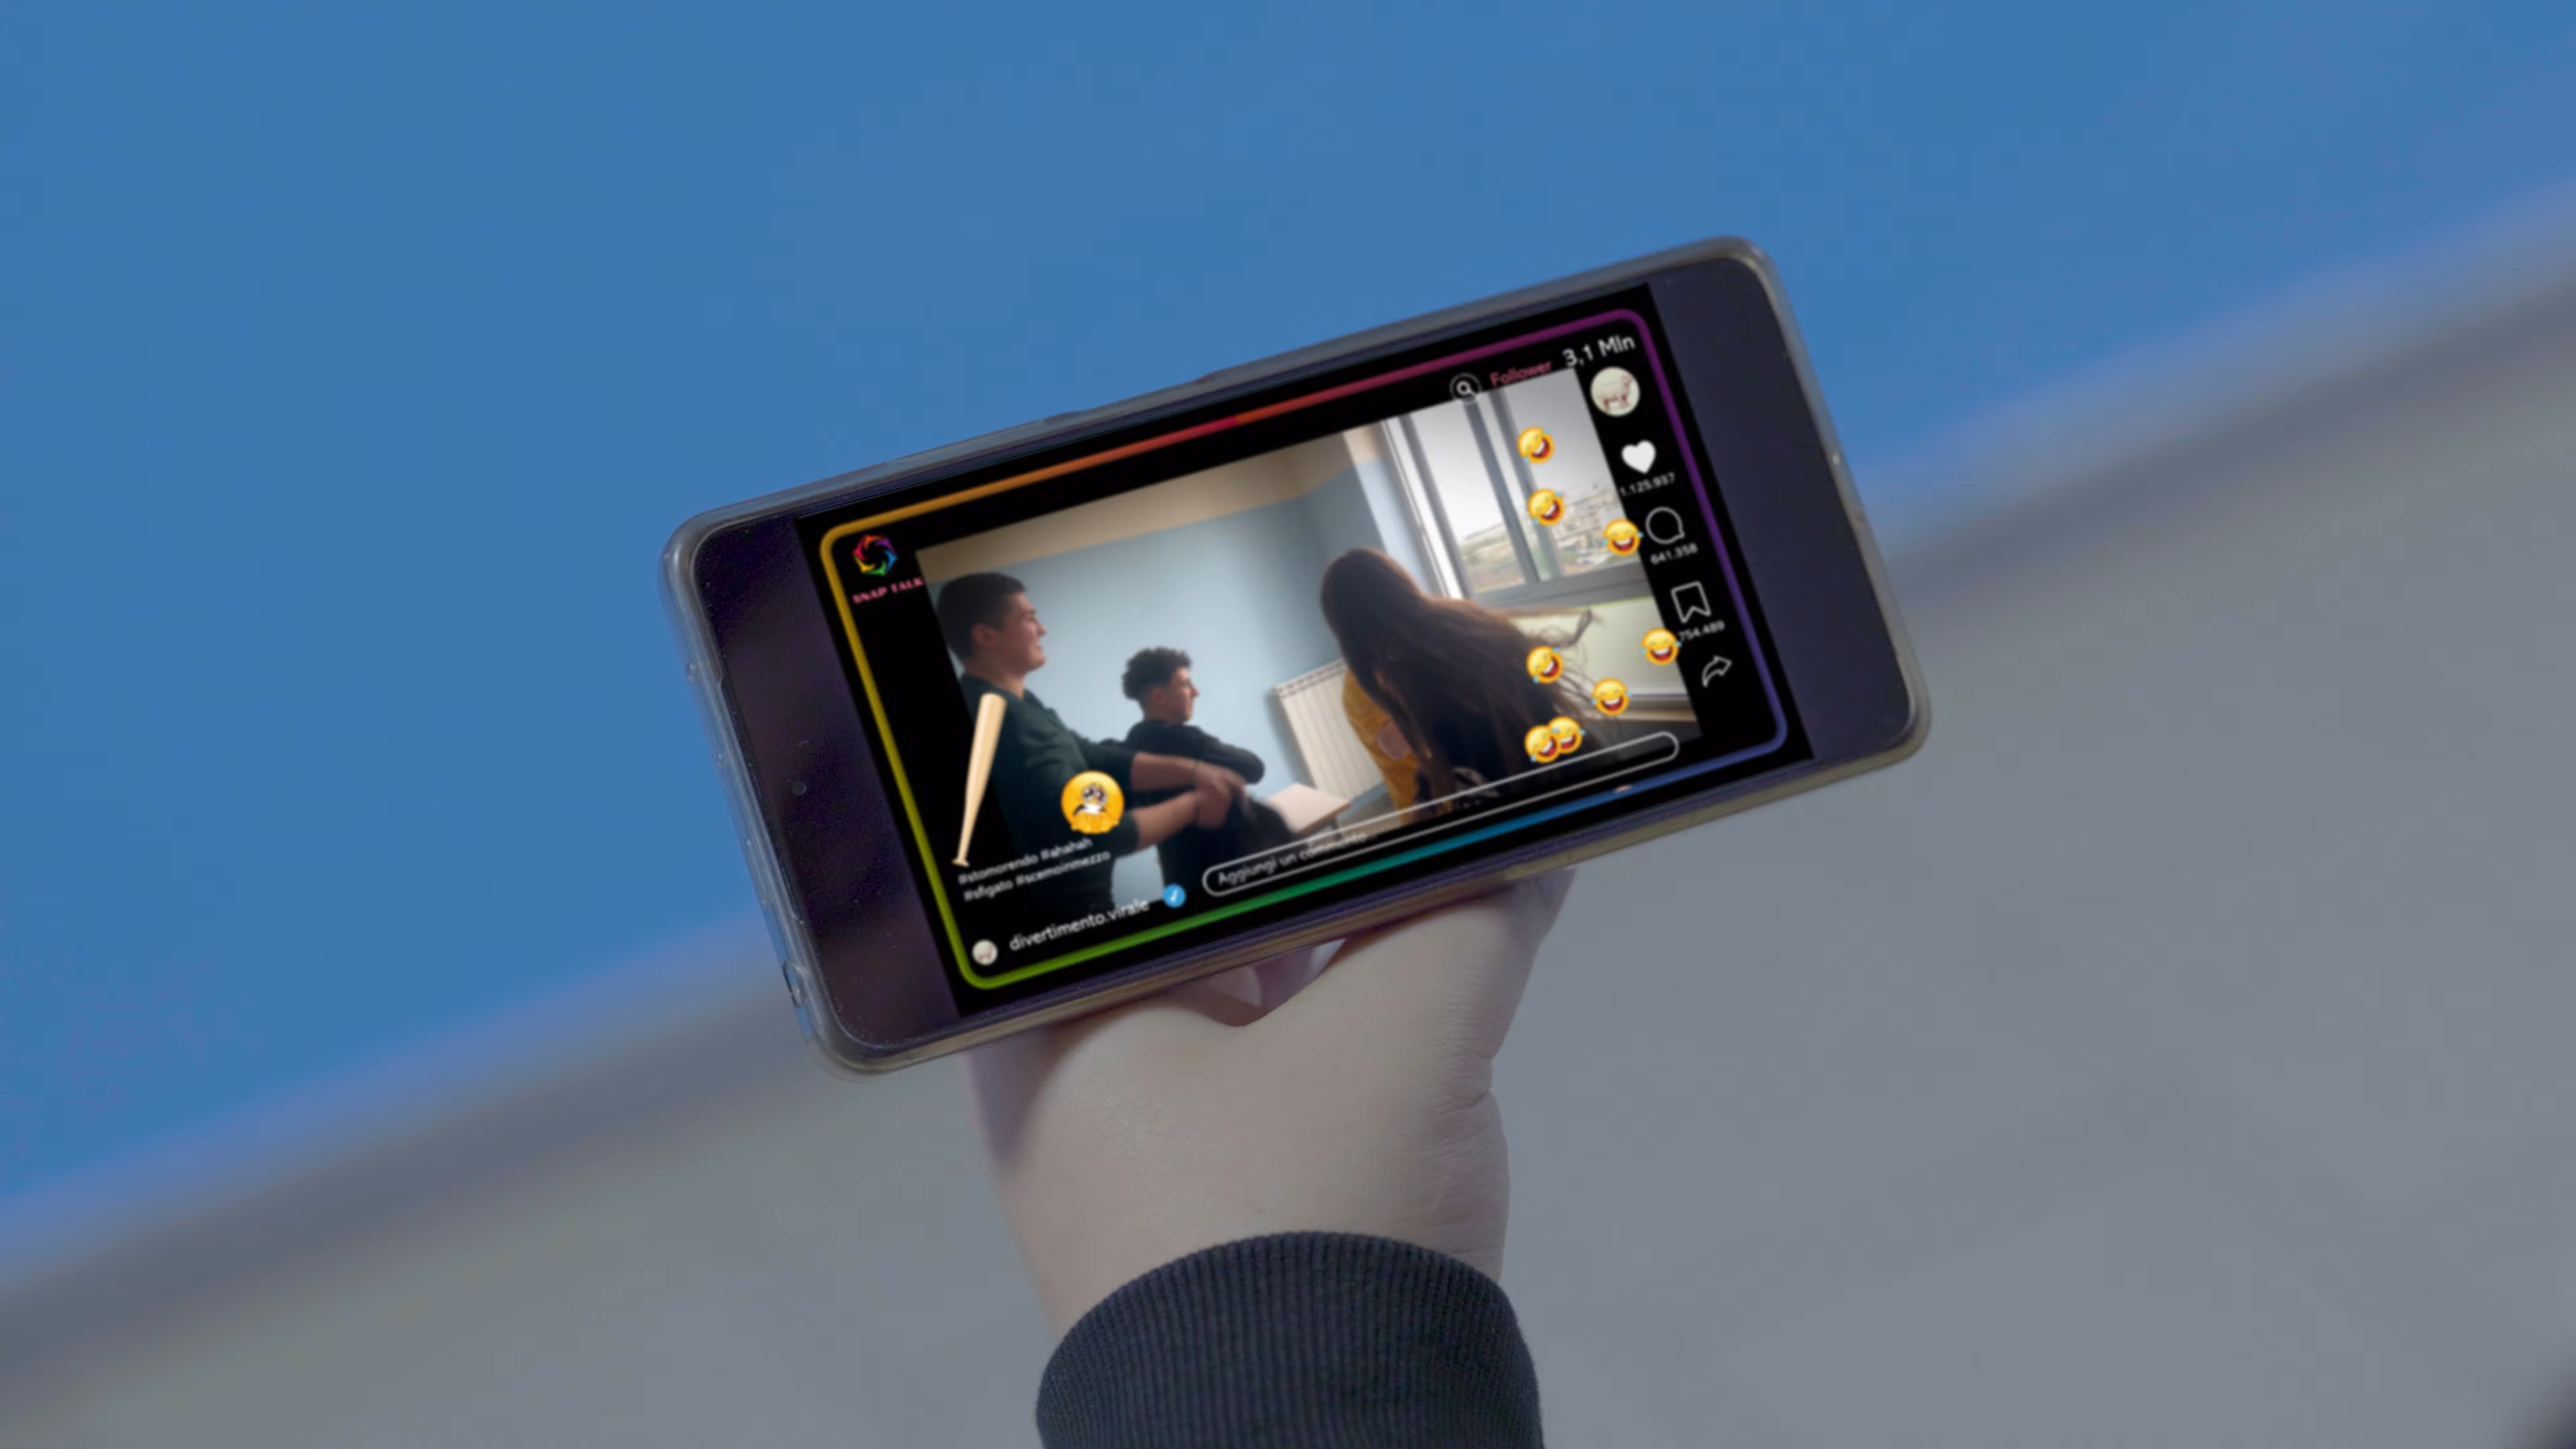 Follower 3,1 Mln
SNAP TALK
1.125.937
641.358
754.489
#stomorendo #ahahah
#sfigato #scemoinmezzo
divertimento.virale
Aggiungi un commento